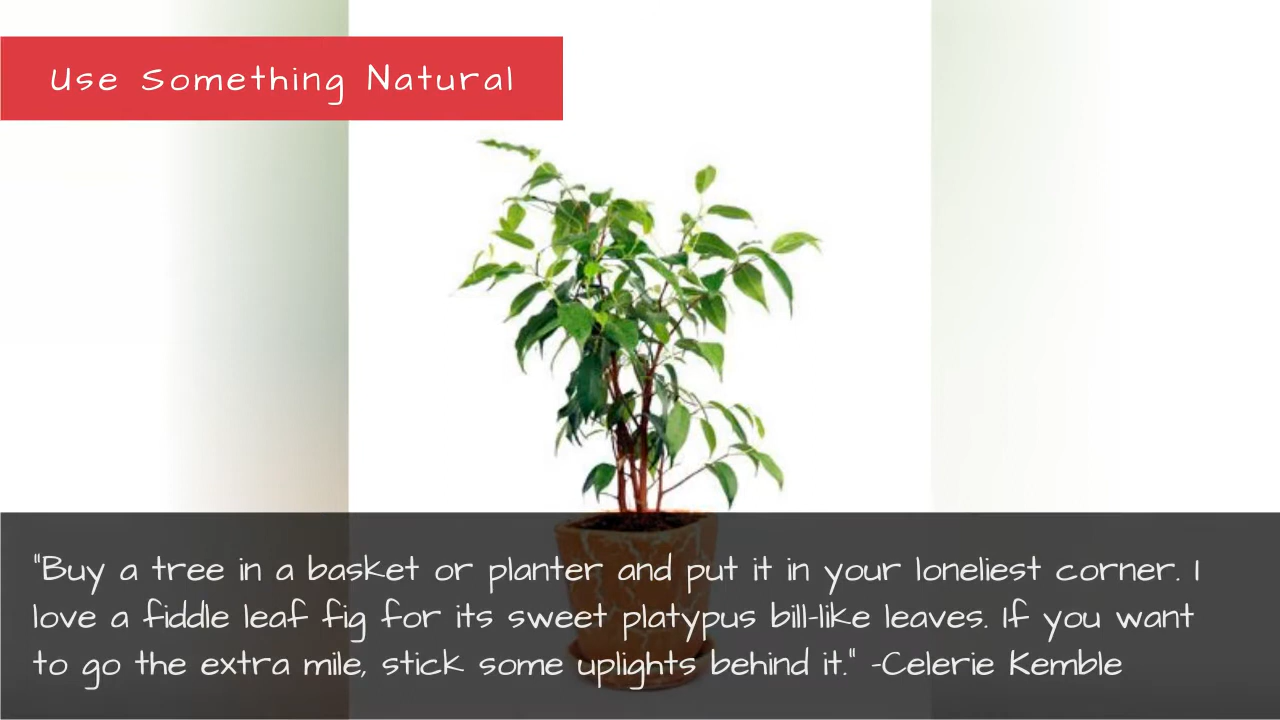 Use Something Natural
"Buy a tree in a basket or planter and put it in your loneliest corner. I
love a fiddle leaf fig for its sweet platypus bill-like leaves. If you want
to go the extra mile, stick some uplights behind it." -Celerie Kemble